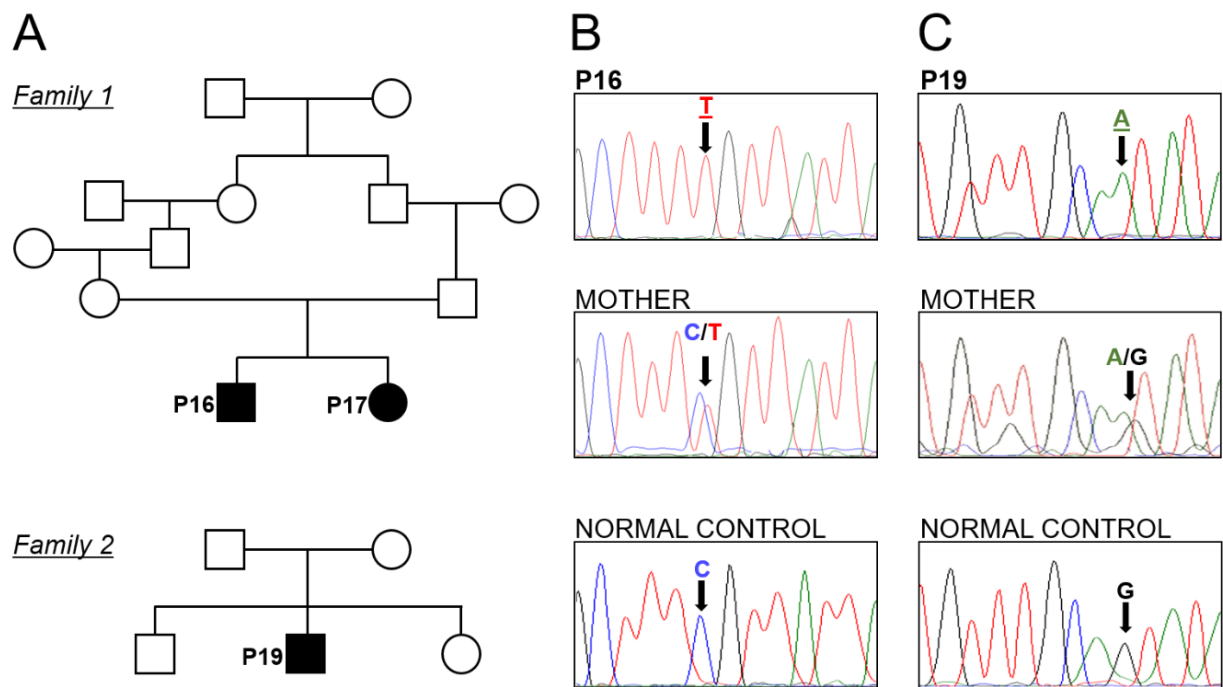 A
Family 1
P16
P17
Family 2
P19
B
P16
T
MOTHER
C/T
NORMAL CONTROL
C
C
P19
A
MOTHER
A/G
NORMAL CONTROL
G